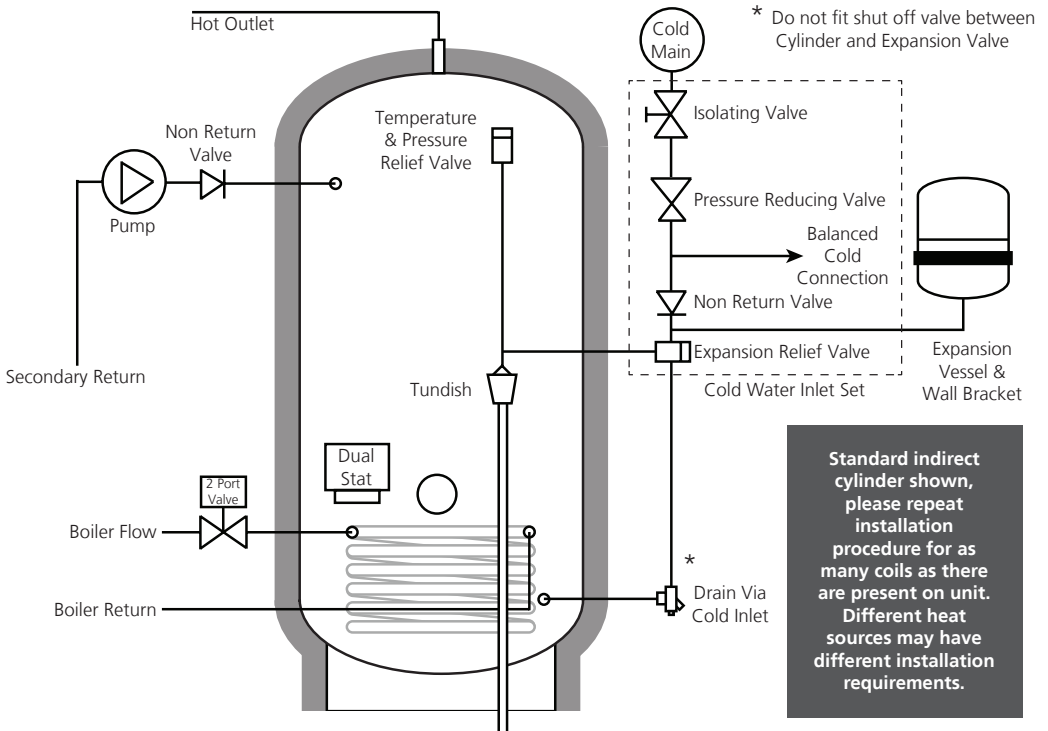 Hot Outlet
* Do not fit shut off valve between
Cylinder and Expansion Valve
Cold
Main
Isolating Valve
Temperature
& Pressure
Relief Valve
Non Return
Valve
Pump
Pressure Reducing Valve
Balanced
Cold
Connection
Non Return Valve
Expansion Relief Valve
Cold Water Inlet Set
Expansion
Vessel &
Wall Bracket
Secondary Return
Tundish
Dual
Stat
2 Port
Valve
Boiler Flow
Boiler Return
*
Drain Via
Cold Inlet
Standard indirect
cylinder shown,
please repeat
installation
procedure for as
many coils as there
are present on unit.
Different heat
sources may have
different installation
requirements.